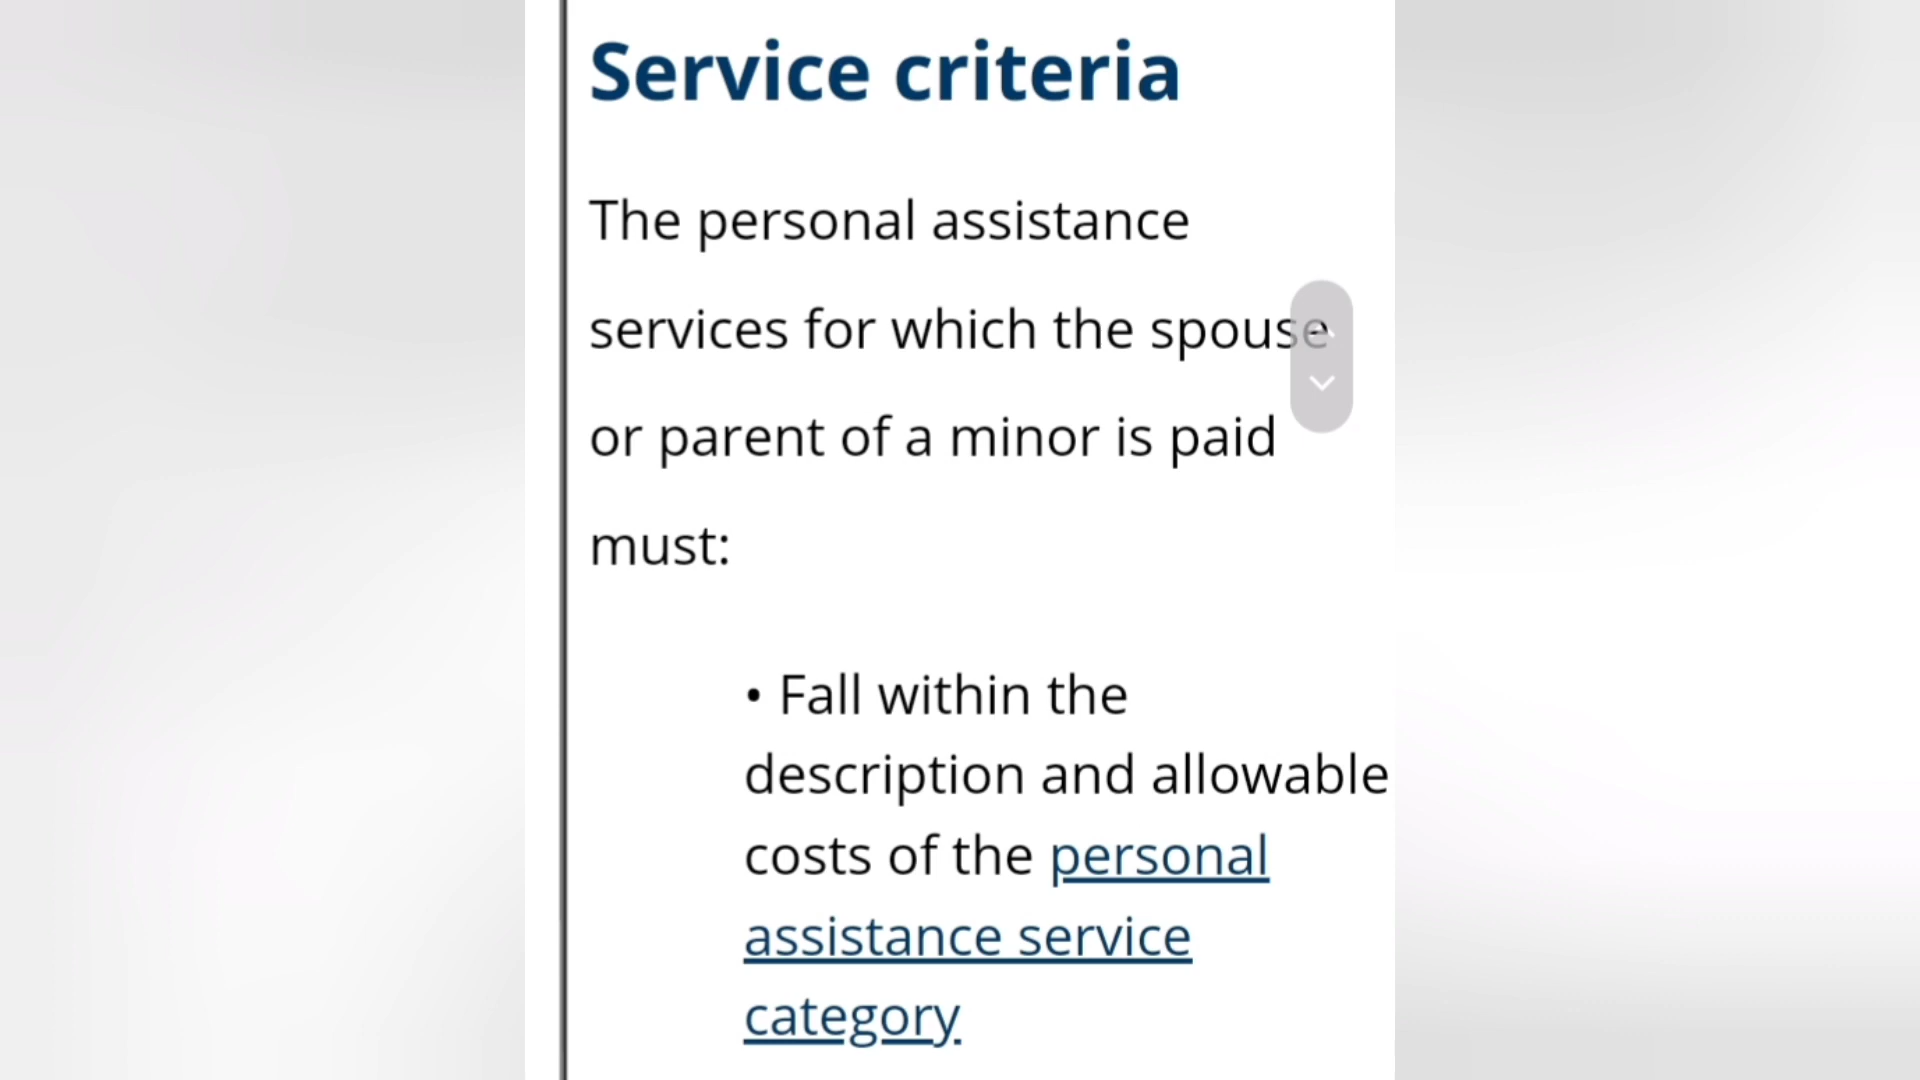 Service criteria
The personal assistance
services for which the spouse
or parent of a minor is paid
must:
• Fall within the
description and allowable
costs of the personal
assistance service
category